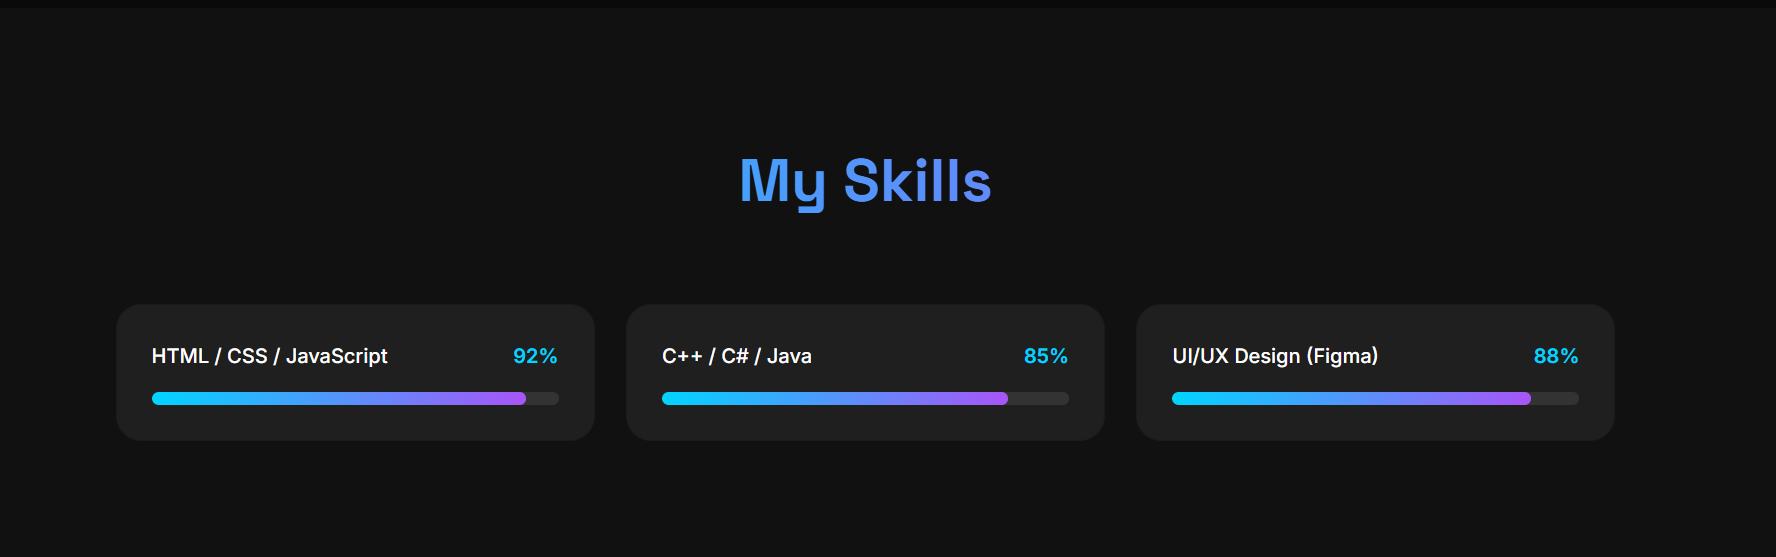 My Skills
HTML / CSS / JavaScript 92%
C++ / C# / Java 85%
UI/UX Design (Figma) 88%